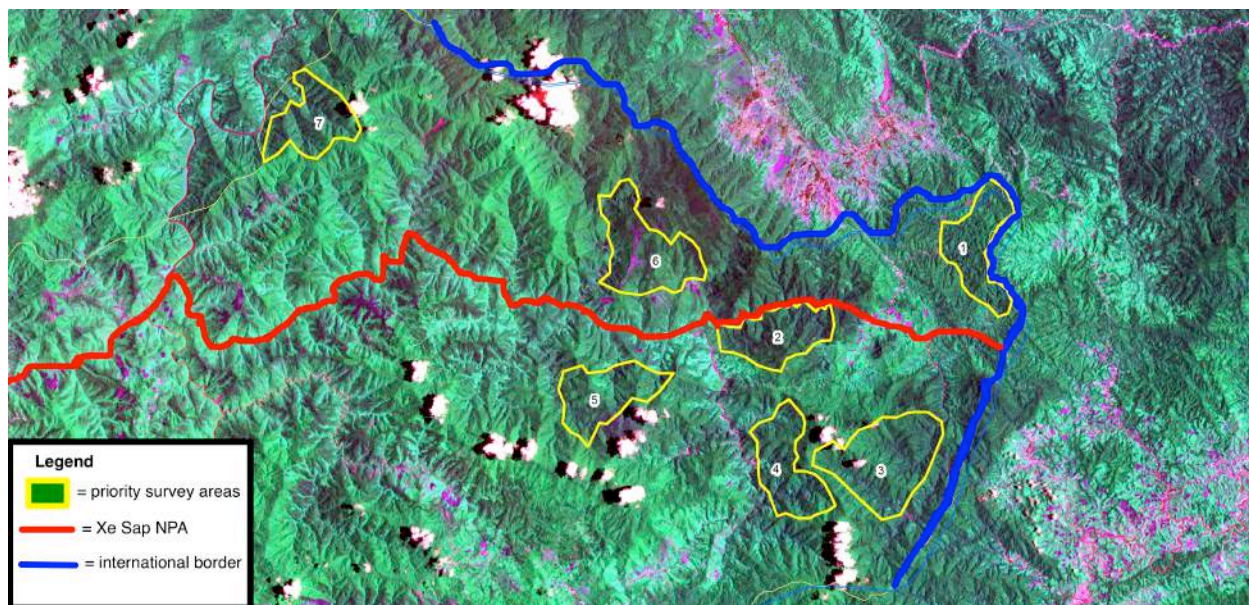 7
1
6
2
5
4
3
Legend
= priority survey areas
= Xe Sap NPA
= international border